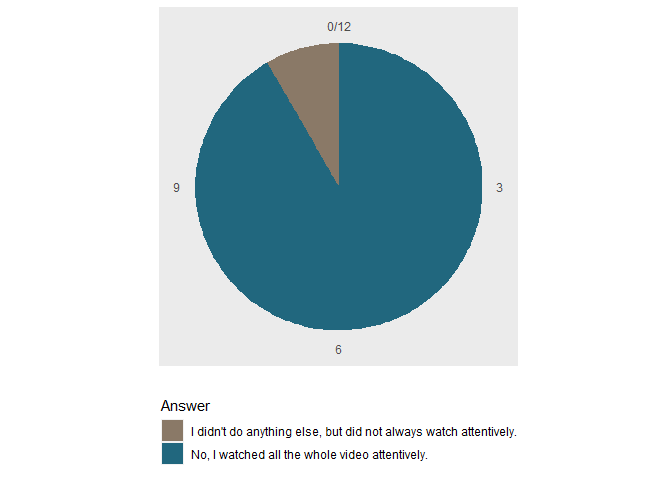 0/12
9
3
6
Answer
I didn't do anything else, but did not always watch attentively.
No, I watched all the whole video attentively.